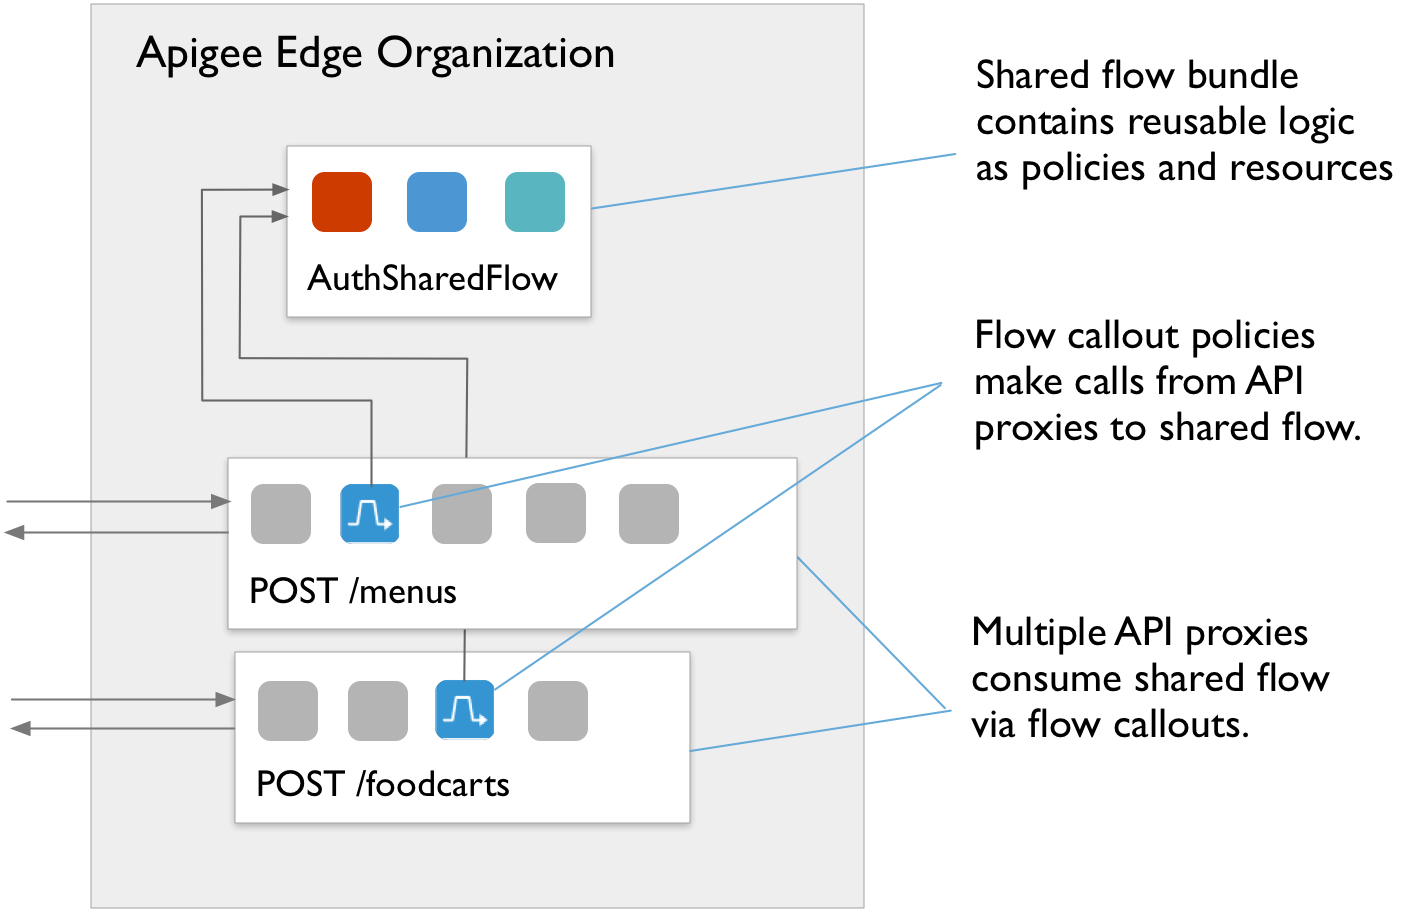 Apigee Edge Organization
Shared flow bundle
contains reusable logic
as policies and resources
AuthSharedFlow
Flow callout policies
make calls from API
proxies to shared flow.
POST /menus
Multiple API proxies
consume shared flow
via flow callouts.
POST /foodcarts